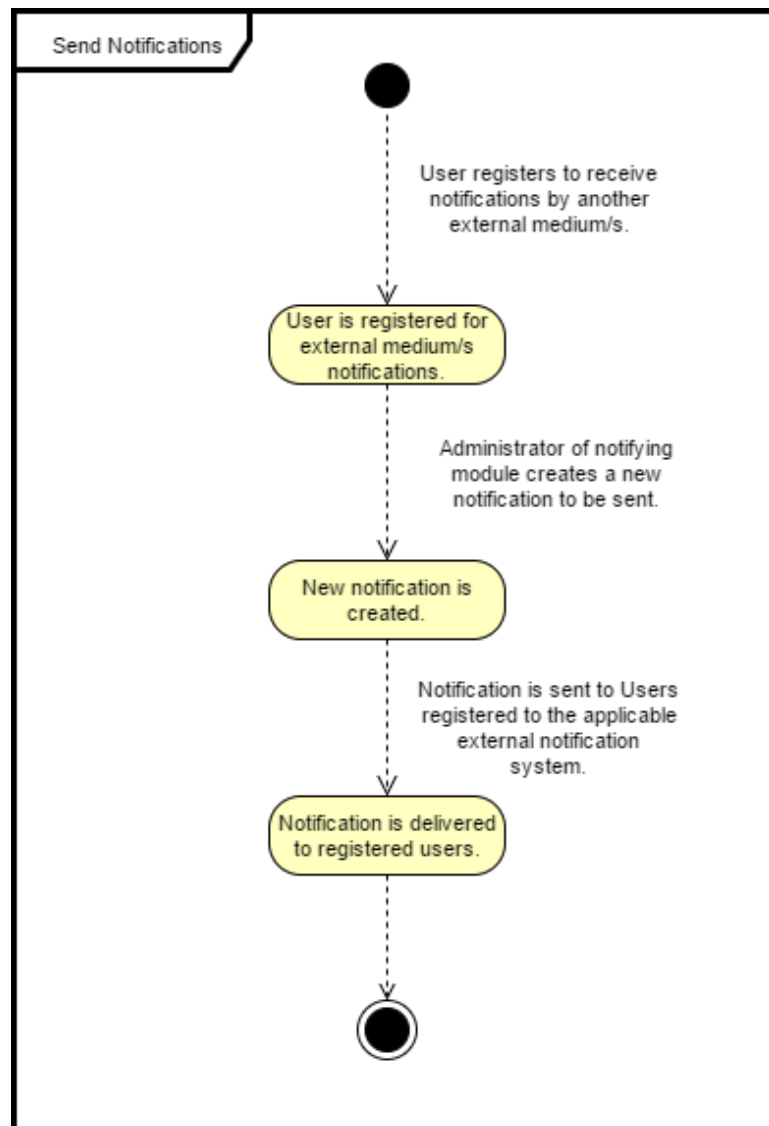 Send Notifications
User registers to receive
notifications by another
external medium/s.
User is registered for
external medium/s
notifications.
Administrator of notifying
module creates a new
notification to be sent.
New notification is
created.
Notification is sent to Users
registered to the applicable
external notification
system.
Notification is delivered
to registered users.